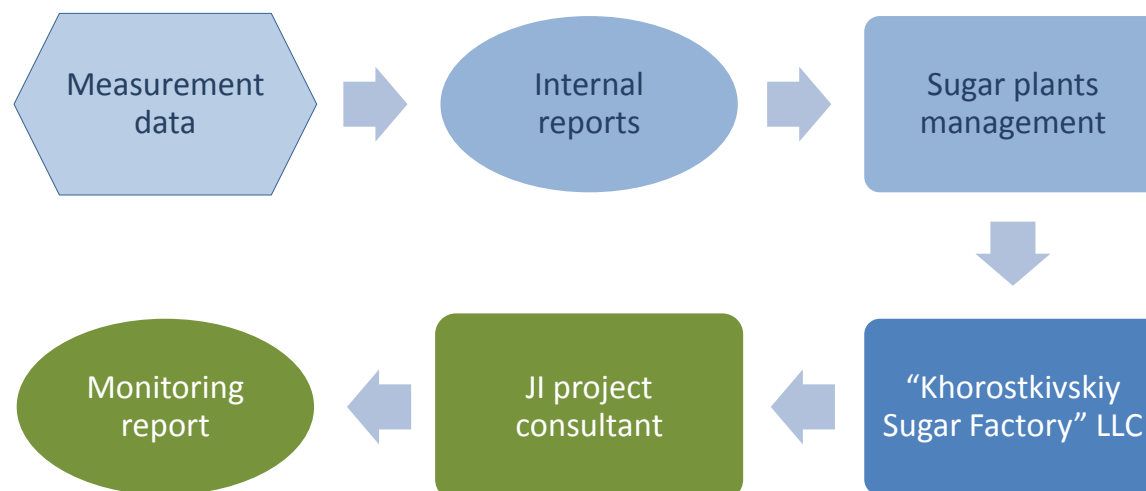 Measurement
data
Internal
reports
Sugar plants
management
Monitoring
report
JI project
consultant
“Khorostkivskiy
Sugar Factory” LLC